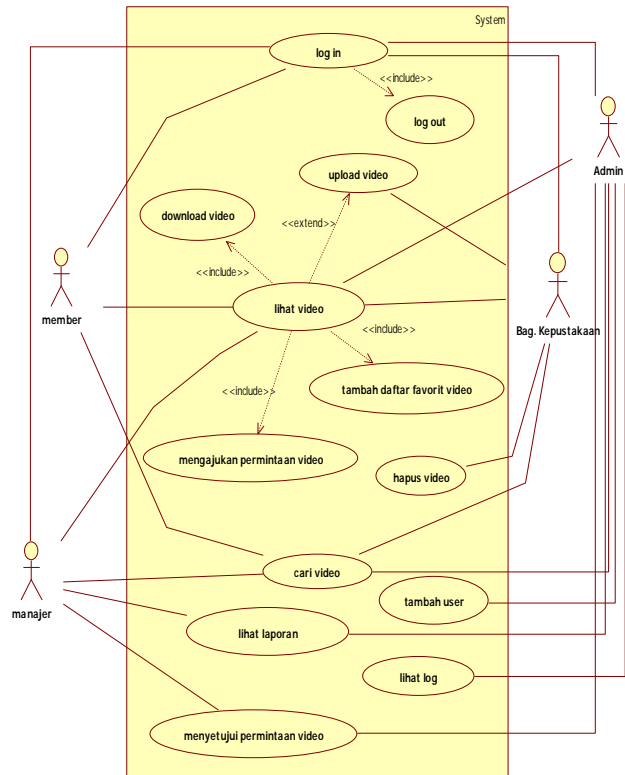 System
log in
<<include>>
log out
Admin
upload video
download video
<<extend>>
<<include>>
member
lihat video
Bag. Kepustakaan
<<include>>
tambah daftar favorit video
<<include>>
mengajukan permintaan video
hapus video
cari video
manajer
tambah user
lihat laporan
lihat log
menyetujui permintaan video